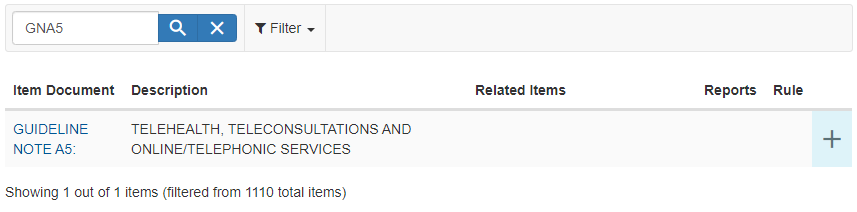 GNA5
Filter
Item Document Description Related Items Reports Rule
GUIDELINE TELEHEALTH, TELECONSULTATIONS AND
NOTE A5: ONLINE/TELEPHONIC SERVICES
Showing 1 out of 1 items (filtered from 1110 total items)